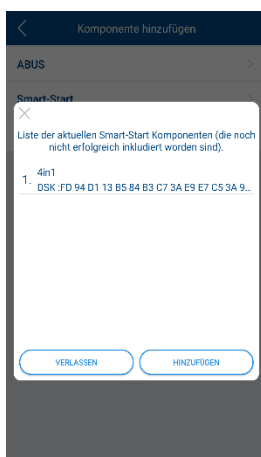 Komponente hinzufügen
ABUS
Smart-Start
Liste der aktuellen Smart-Start Komponenten (die noch
nicht erfolgreich inkludiert worden sind).
1. 4in1
DSK :FD 94 D1 13 B5 84 B3 C7 3A E9 E7 C5 3A 9...
VERLASSEN
HINZUFÜGEN